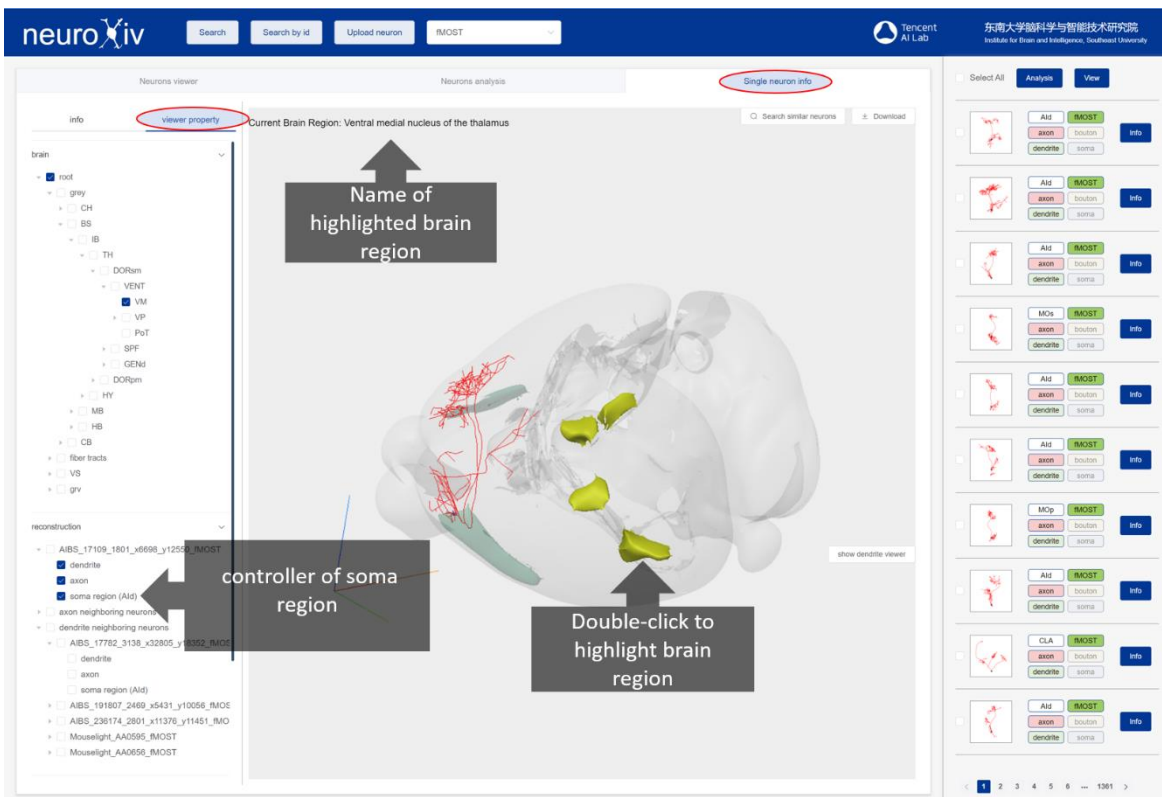 neuroXiv
Search
Search by id
Upload neuron
fMOST
Tencent
AI Lab
东南大学脑科学与智能技术研究院
Institute for Brain and Intelligence, Southeast University
Neurons viewer
Neurons analysis
Single neuron info
info
viewer property
Current Brain Region: Ventral medial nucleus of the thalamus
Search similar neurons
Download
Name of
highlighted brain
region
brain
root
grey
CH
BS
IB
TH
DORsm
VENT
VM
VP
PoT
SPF
GENd
DORpm
HY
MB
HB
CB
fiber tracts
VS
grv
reconstruction
AIBS_17109_1801_x6698_y12550_fMOST
dendrite
axon
soma region (AId)
axon neighboring neurons
dendrite neighboring neurons
AIBS_17782_3138_x32805_y16352_fMOS
dendrite
axon
soma region (AId)
AIBS_191807_2469_x5431_y10056_fMOS
AIBS_236174_2801_x11376_y11451_fMO
Mouselight_AA0595_fMOST
Mouselight_AA0656_fMOST
controller of soma
region
show dendrite viewer
Double-click to
highlight brain
region
Select All
Analysis
View
AId fMOST
axon bouton Info
dendrite soma
AId fMOST
axon bouton Info
dendrite soma
AId fMOST
axon bouton Info
dendrite soma
MOs fMOST
axon bouton Info
dendrite soma
AId fMOST
axon bouton Info
dendrite soma
AId fMOST
axon bouton Info
dendrite soma
MOp fMOST
axon bouton Info
dendrite soma
AId fMOST
axon bouton Info
dendrite soma
CLA fMOST
axon bouton Info
dendrite soma
AId fMOST
axon bouton Info
dendrite soma
< 1 2 3 4 5 6 ... 1361 >